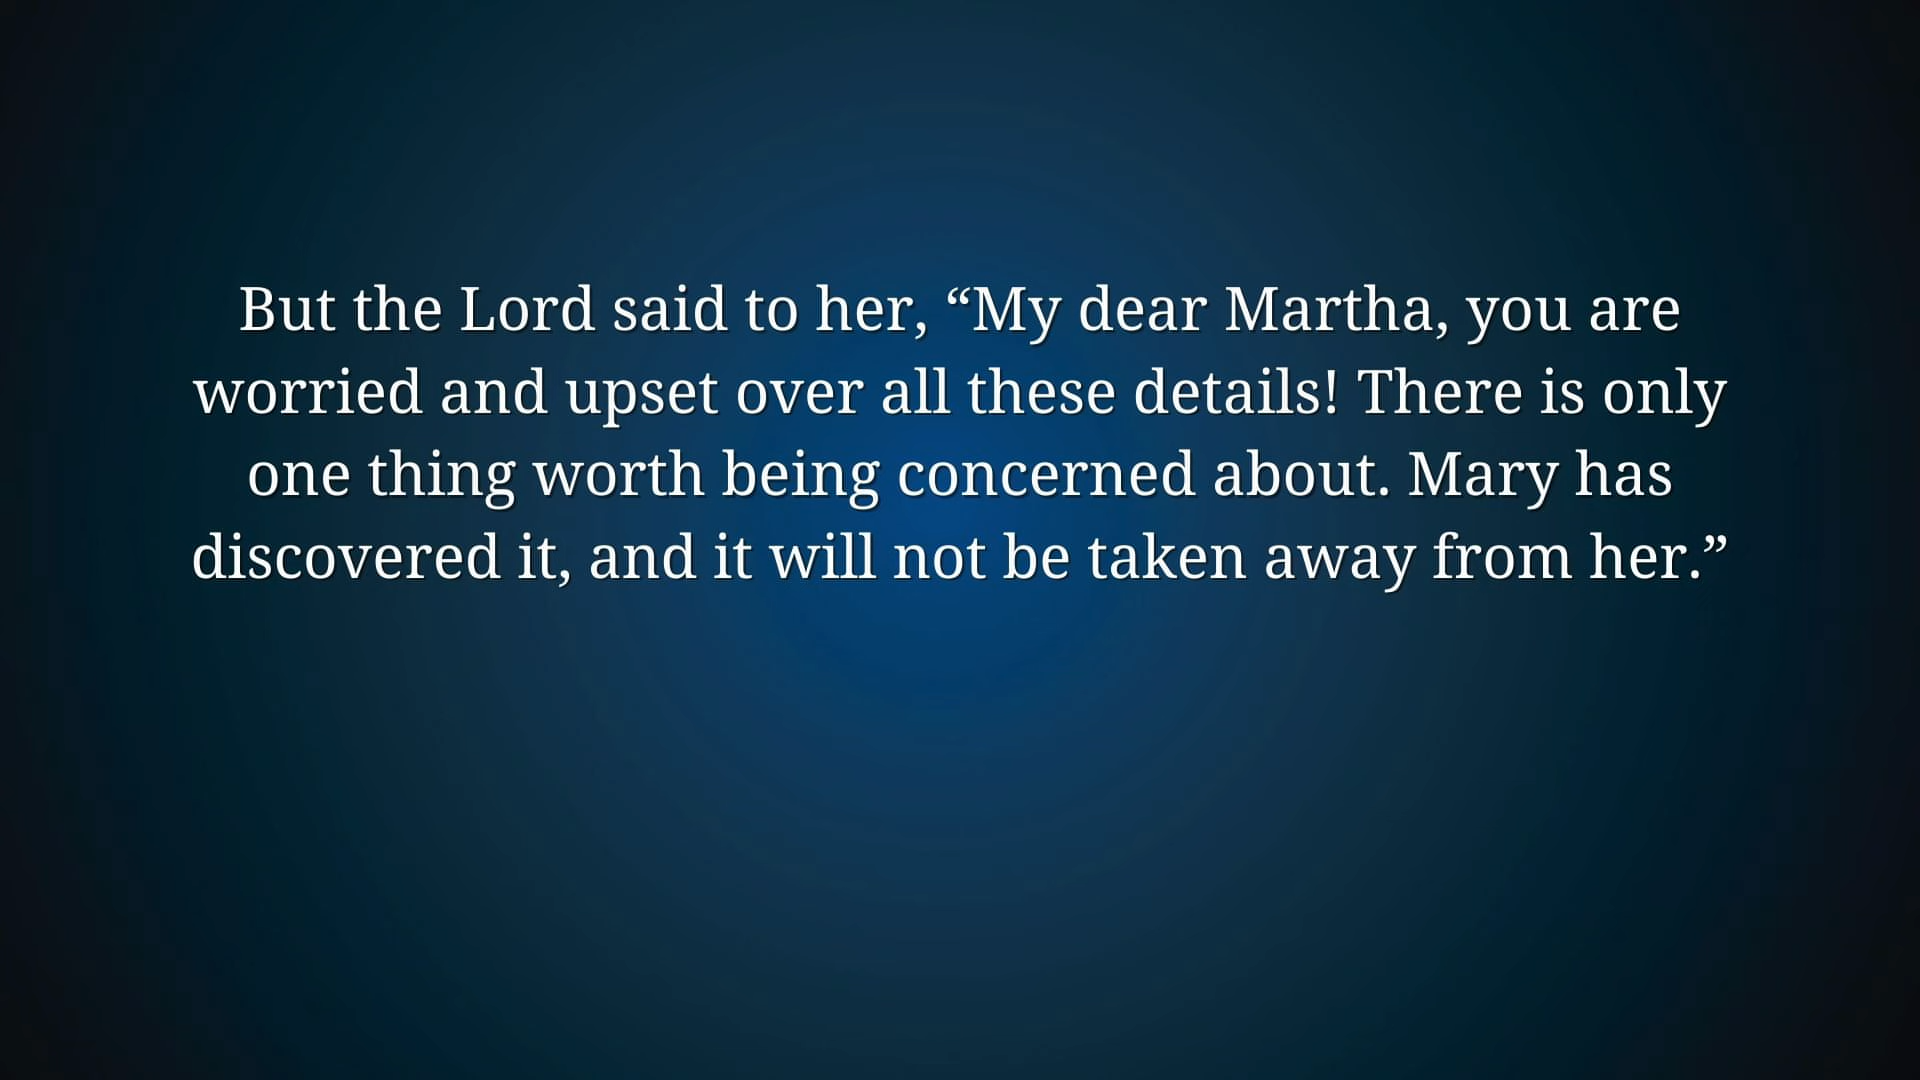 But the Lord said to her, “My dear Martha, you are
worried and upset over all these details! There is only
one thing worth being concerned about. Mary has
discovered it, and it will not be taken away from her.”